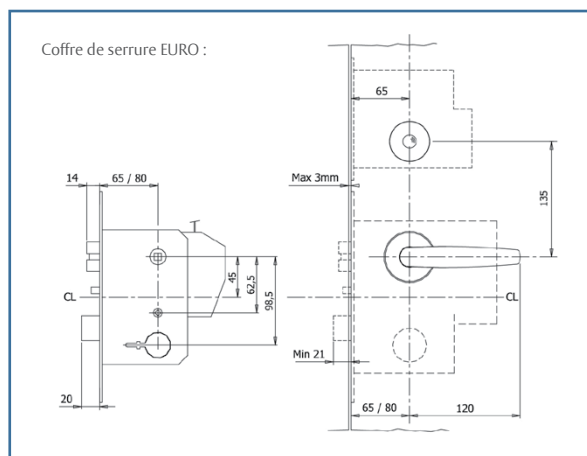 Coffre de serrure EURO :
65
14
65 / 80
Max 3mm
135
45
62,5
98,5
CL
CL
Min 21
20
65 / 80
120